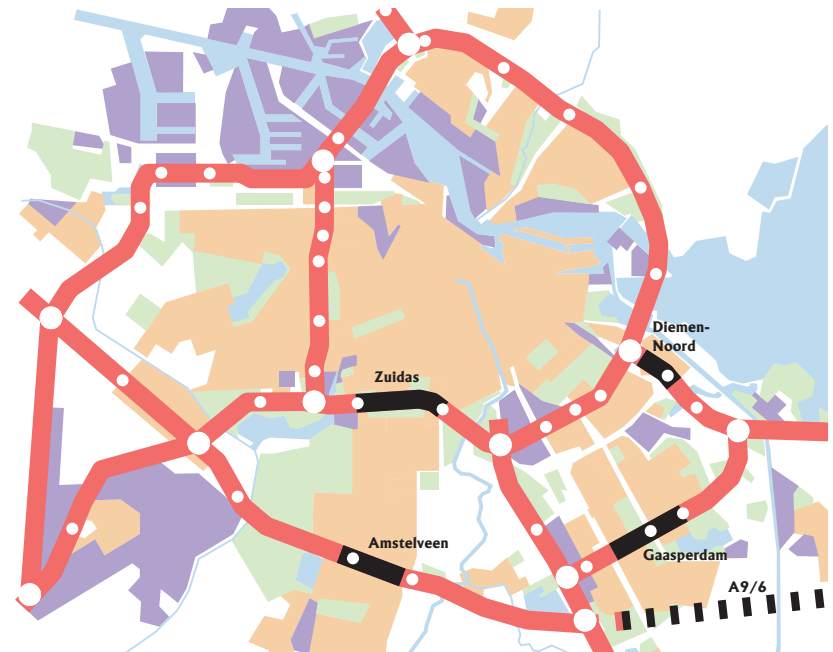 Diemen-
Noord
Zuidas
Amstelveen
Gaasperdam
A9/6